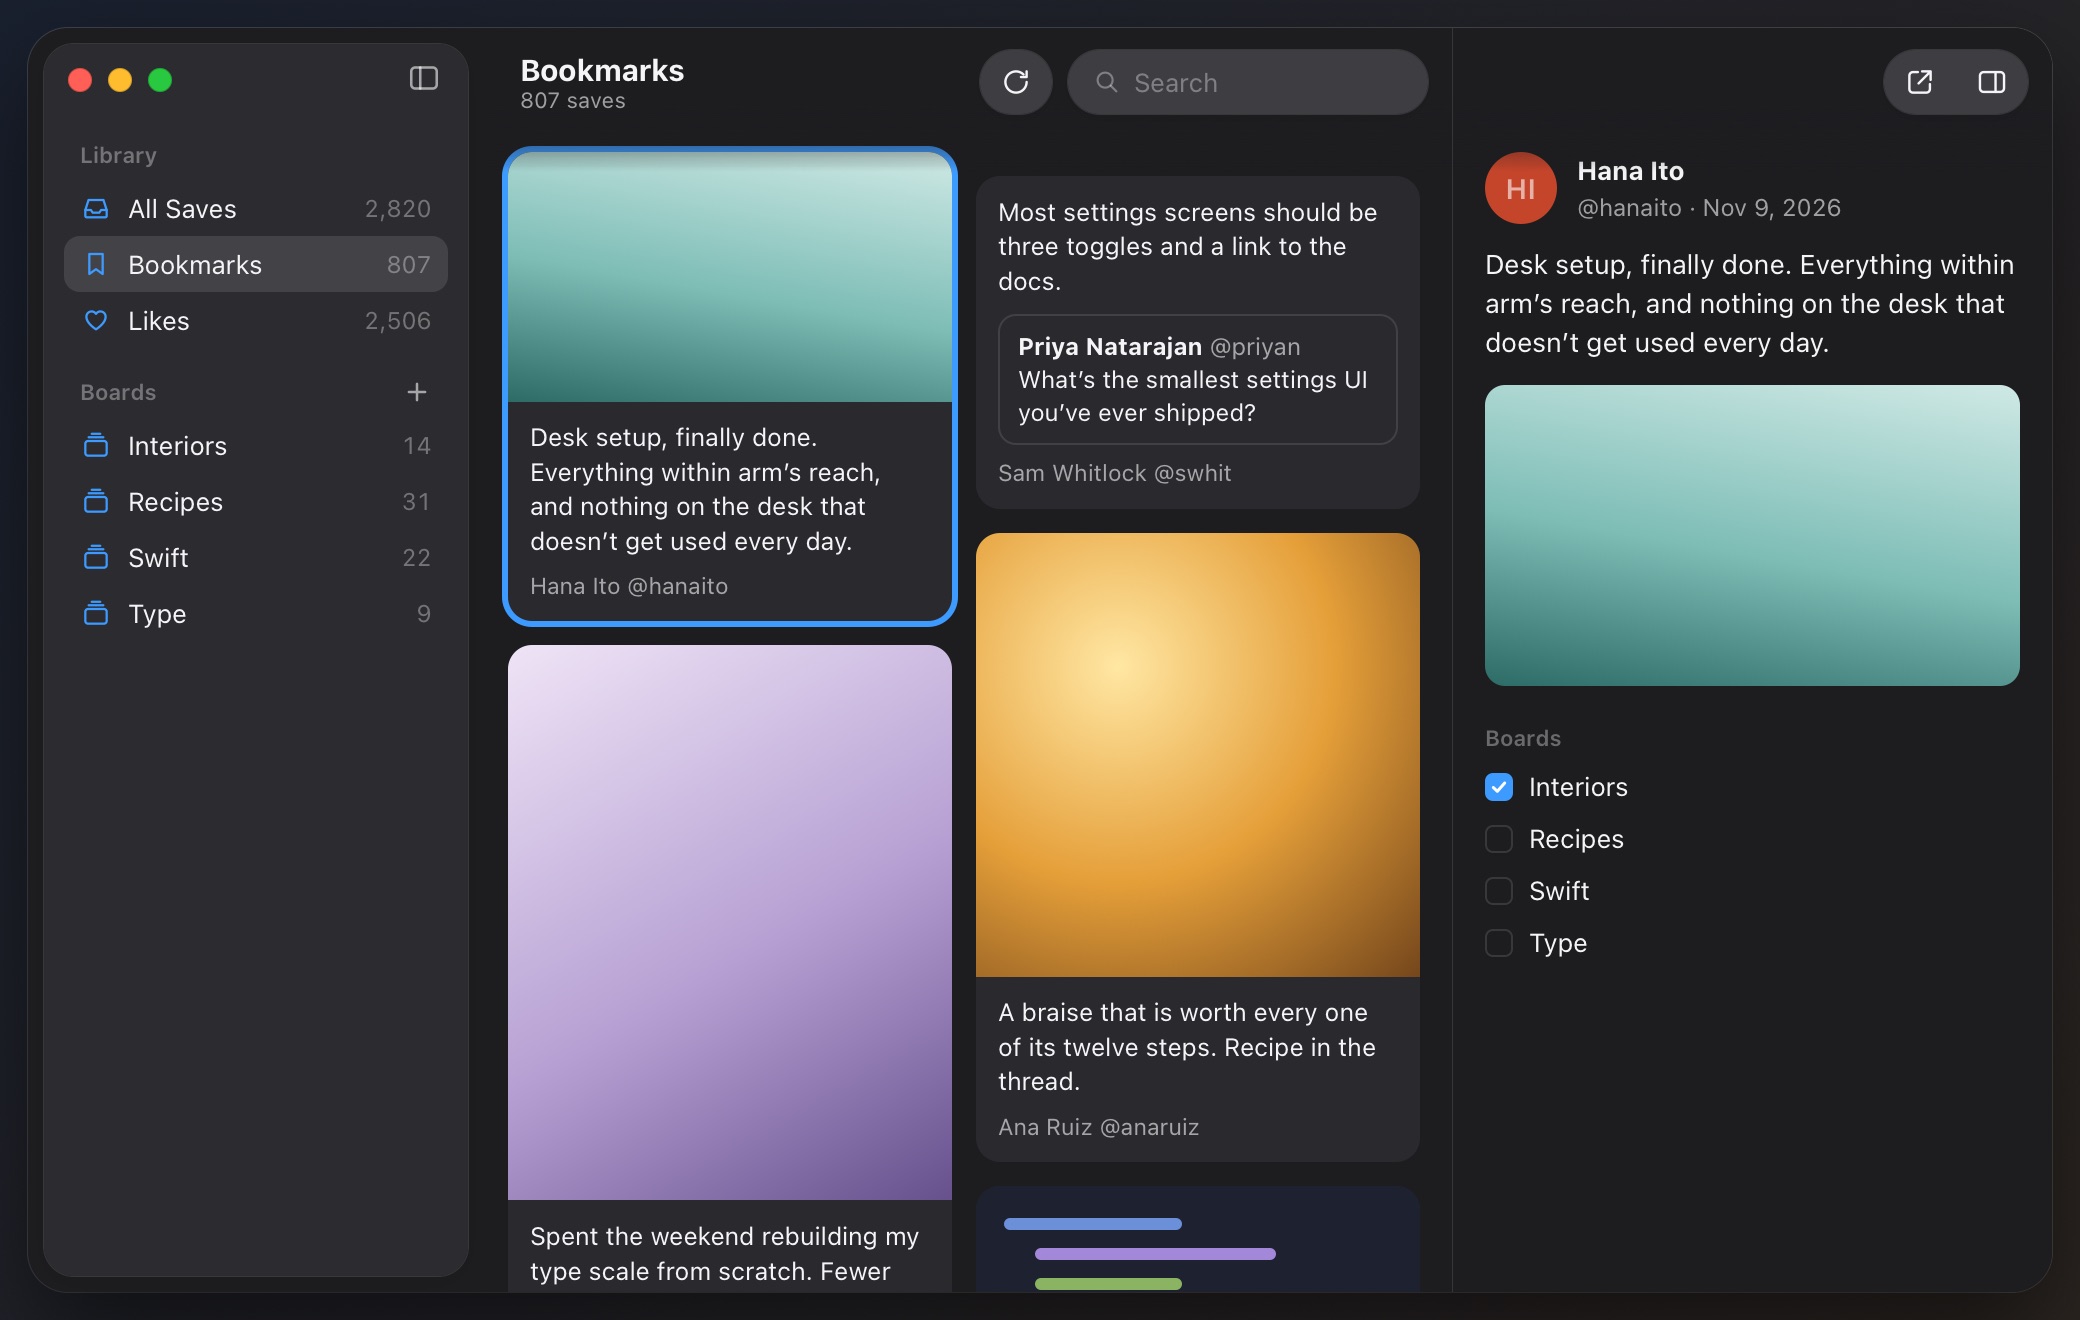 Library
All Saves 2,820
Bookmarks 807
Likes 2,506
Boards
Interiors 14
Recipes 31
Swift 22
Type 9
Bookmarks
807 saves
Search
Desk setup, finally done.
Everything within arm’s reach,
and nothing on the desk that
doesn’t get used every day.
Hana Ito @hanaito
Spent the weekend rebuilding my
type scale from scratch. Fewer
Most settings screens should be
three toggles and a link to the
docs.
Priya Natarajan @priyan
What’s the smallest settings UI
you’ve ever shipped?
Sam Whitlock @swhit
A braise that is worth every one
of its twelve steps. Recipe in the
thread.
Ana Ruiz @anaruiz
HI
Hana Ito
@hanaito · Nov 9, 2026
Desk setup, finally done. Everything within
arm’s reach, and nothing on the desk that
doesn’t get used every day.
Boards
Interiors
Recipes
Swift
Type